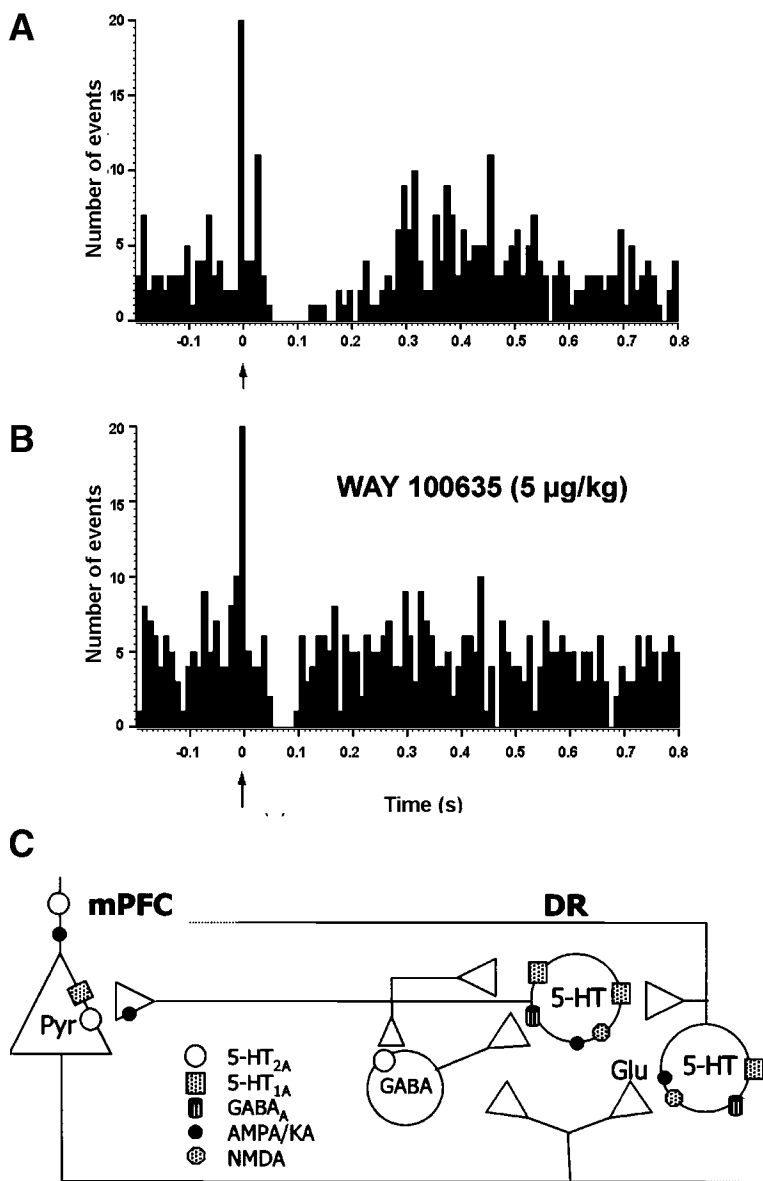 A
Number of events
20
15
10
5
0
-0.1 0 0.1 0.2 0.3 0.4 0.5 0.6 0.7 0.8
B
WAY 100635 (5 µg/kg)
Number of events
20
15
10
5
0
-0.1 0 0.1 0.2 0.3 0.4 0.5 0.6 0.7 0.8
Time (s)
C
mPFC DR
Pyr
5-HT
GABA
Glu
5-HT
5-HT2A
5-HT1A
GABAA
AMPA/KA
NMDA